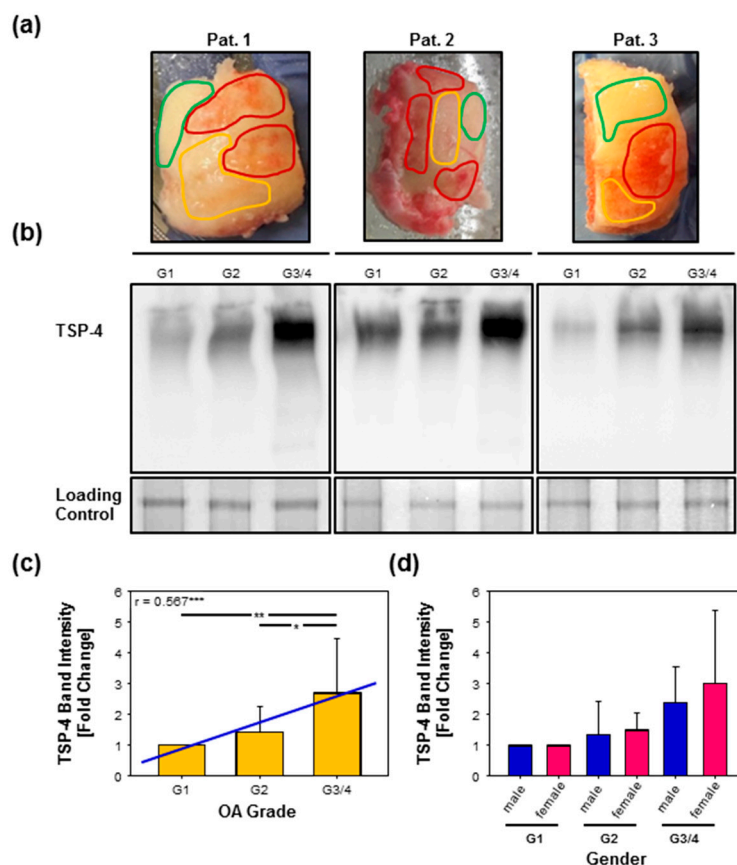 (a)
Pat. 1 Pat. 2 Pat. 3
(b)
G1 G2 G3/4 G1 G2 G3/4 G1 G2 G3/4
TSP-4
Loading
Control
(c)
TSP-4 Band Intensity
[Fold Change]
6
5
4
3
2
1
0
r = 0.567***
**
*
G1 G2 G3/4
OA Grade
(d)
TSP-4 Band Intensity
[Fold Change]
6
5
4
3
2
1
0
male female male female male female
G1 G2 G3/4
Gender